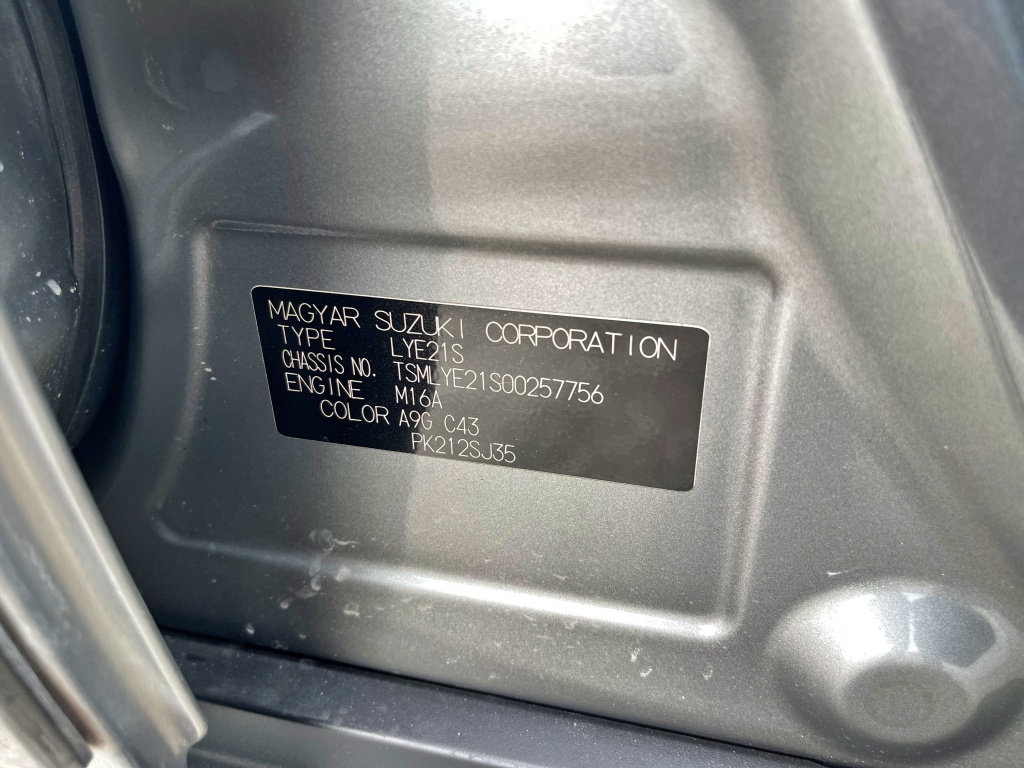 MAGYAR SUZUKI CORPORATION
TYPE LYE21S
CHASSIS NO. TSMLYE21S00257756
ENGINE M16A
COLOR A9G C43
PK212SJ35